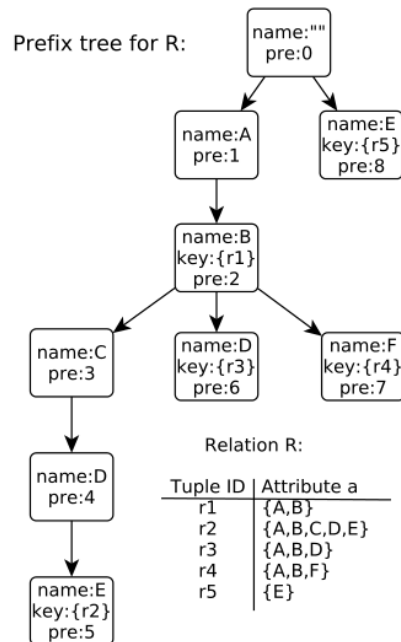 Prefix tree for R:
name:""
pre:0
name:A
pre:1
name:E
key:{r5}
pre:8
name:B
key:{r1}
pre:2
name:C
pre:3
name:D
key:{r3}
pre:6
name:F
key:{r4}
pre:7
name:D
pre:4
name:E
key:{r2}
pre:5
Relation R:
Tuple ID Attribute a
r1 {A,B}
r2 {A,B,C,D,E}
r3 {A,B,D}
r4 {A,B,F}
r5 {E}